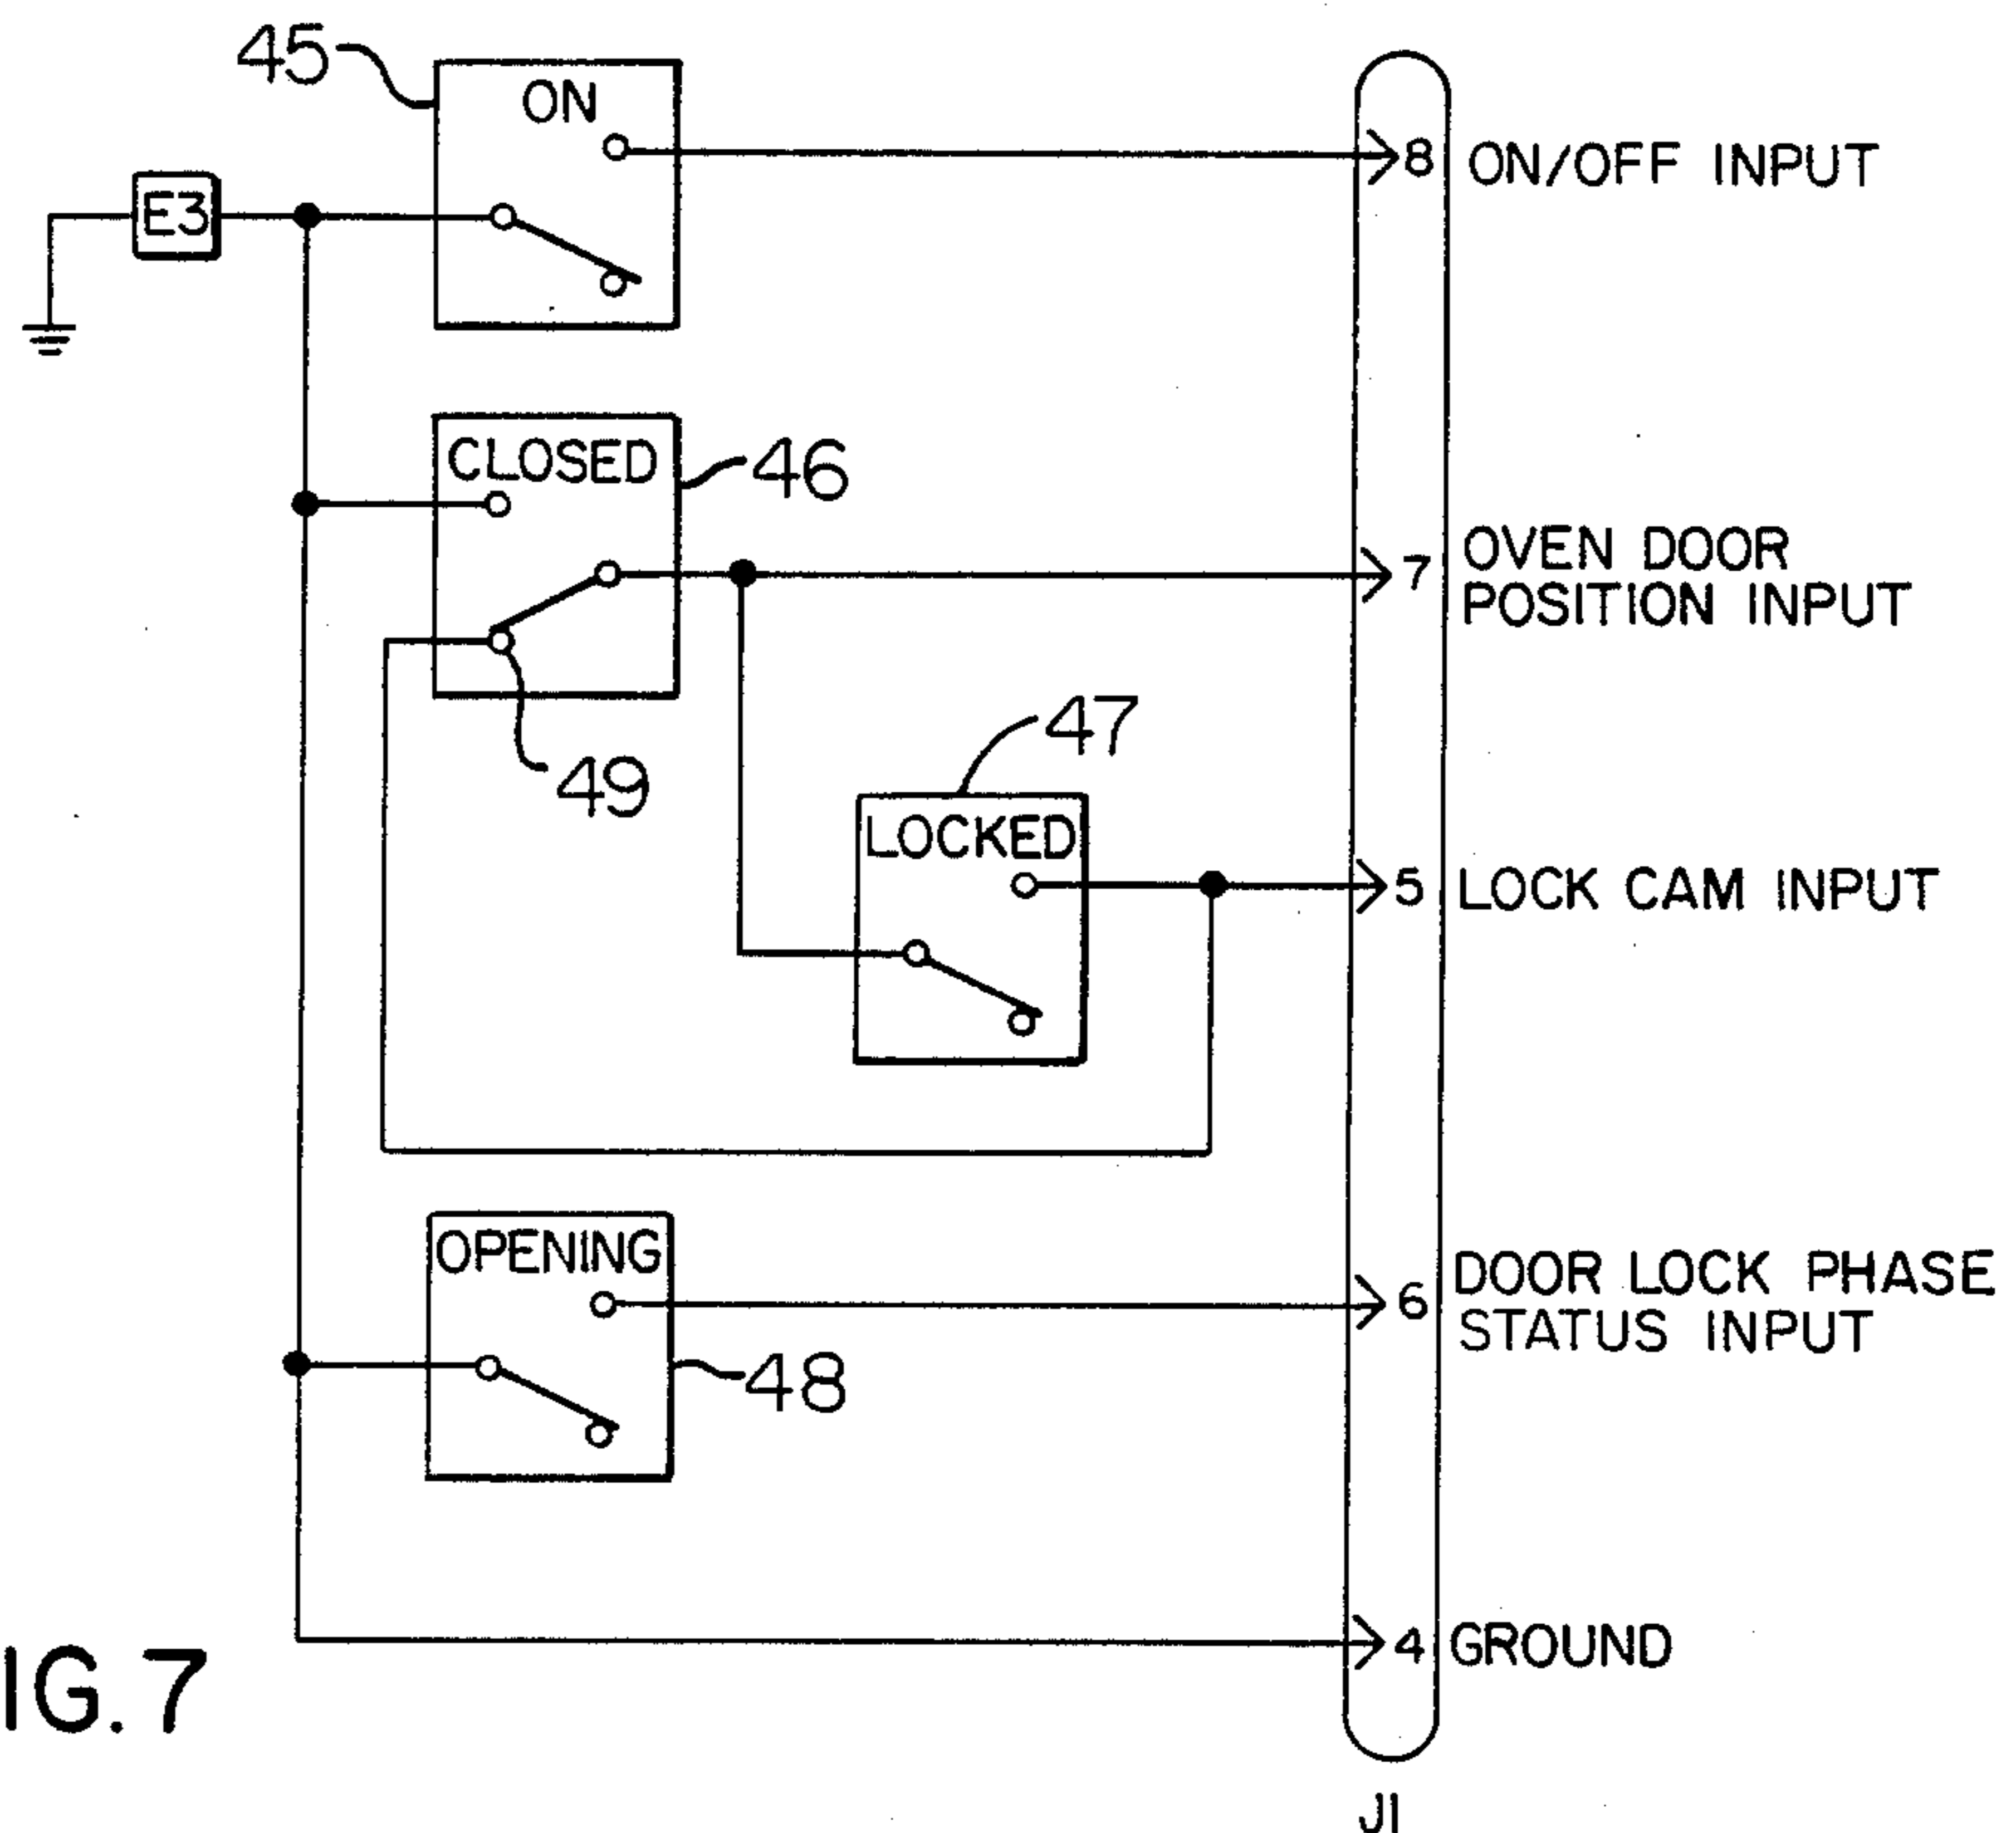 45
ON
8 ON/OFF INPUT
E3
CLOSED
46
7 OVEN DOOR
POSITION INPUT
49
47
LOCKED
5 LOCK CAM INPUT
OPENING
48
6 DOOR LOCK PHASE
STATUS INPUT
4 GROUND
IG. 7
J1